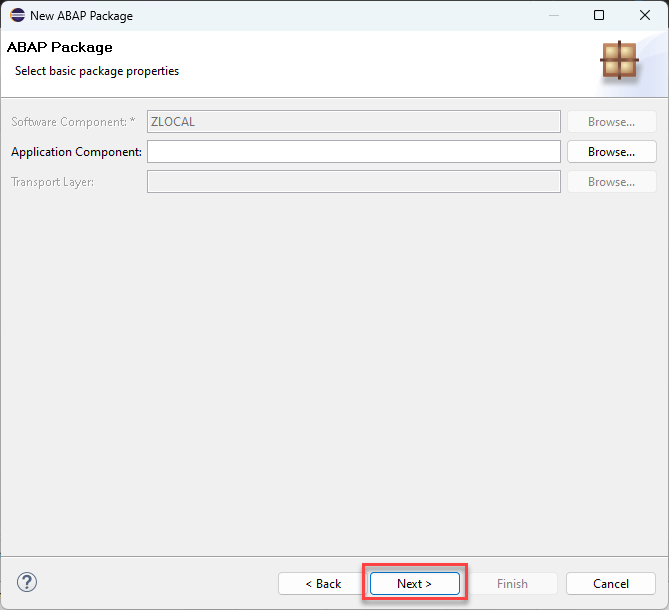 New ABAP Package
ABAP Package
Select basic package properties
Software Component: * ZLOCAL Browse...
Application Component: Browse...
Transport Layer: Browse...
? < Back Next > Finish Cancel